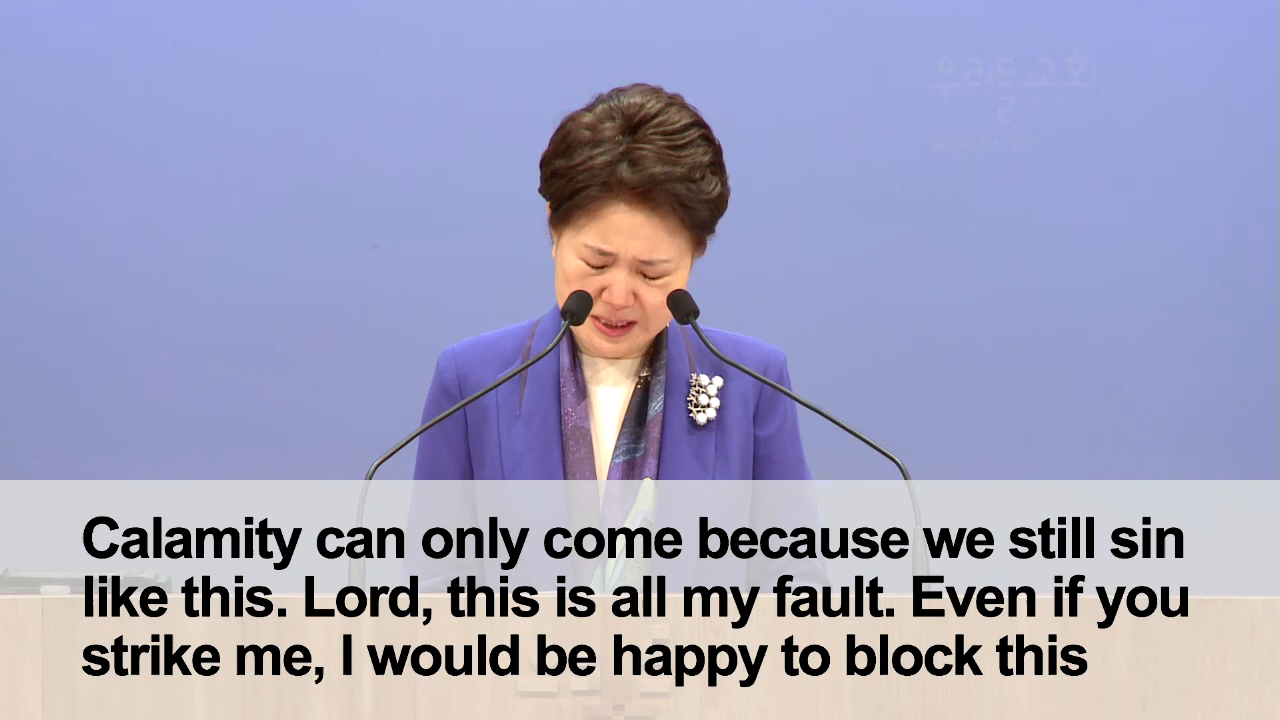 Calamity can only come because we still sin
like this. Lord, this is all my fault. Even if you
strike me, I would be happy to block this